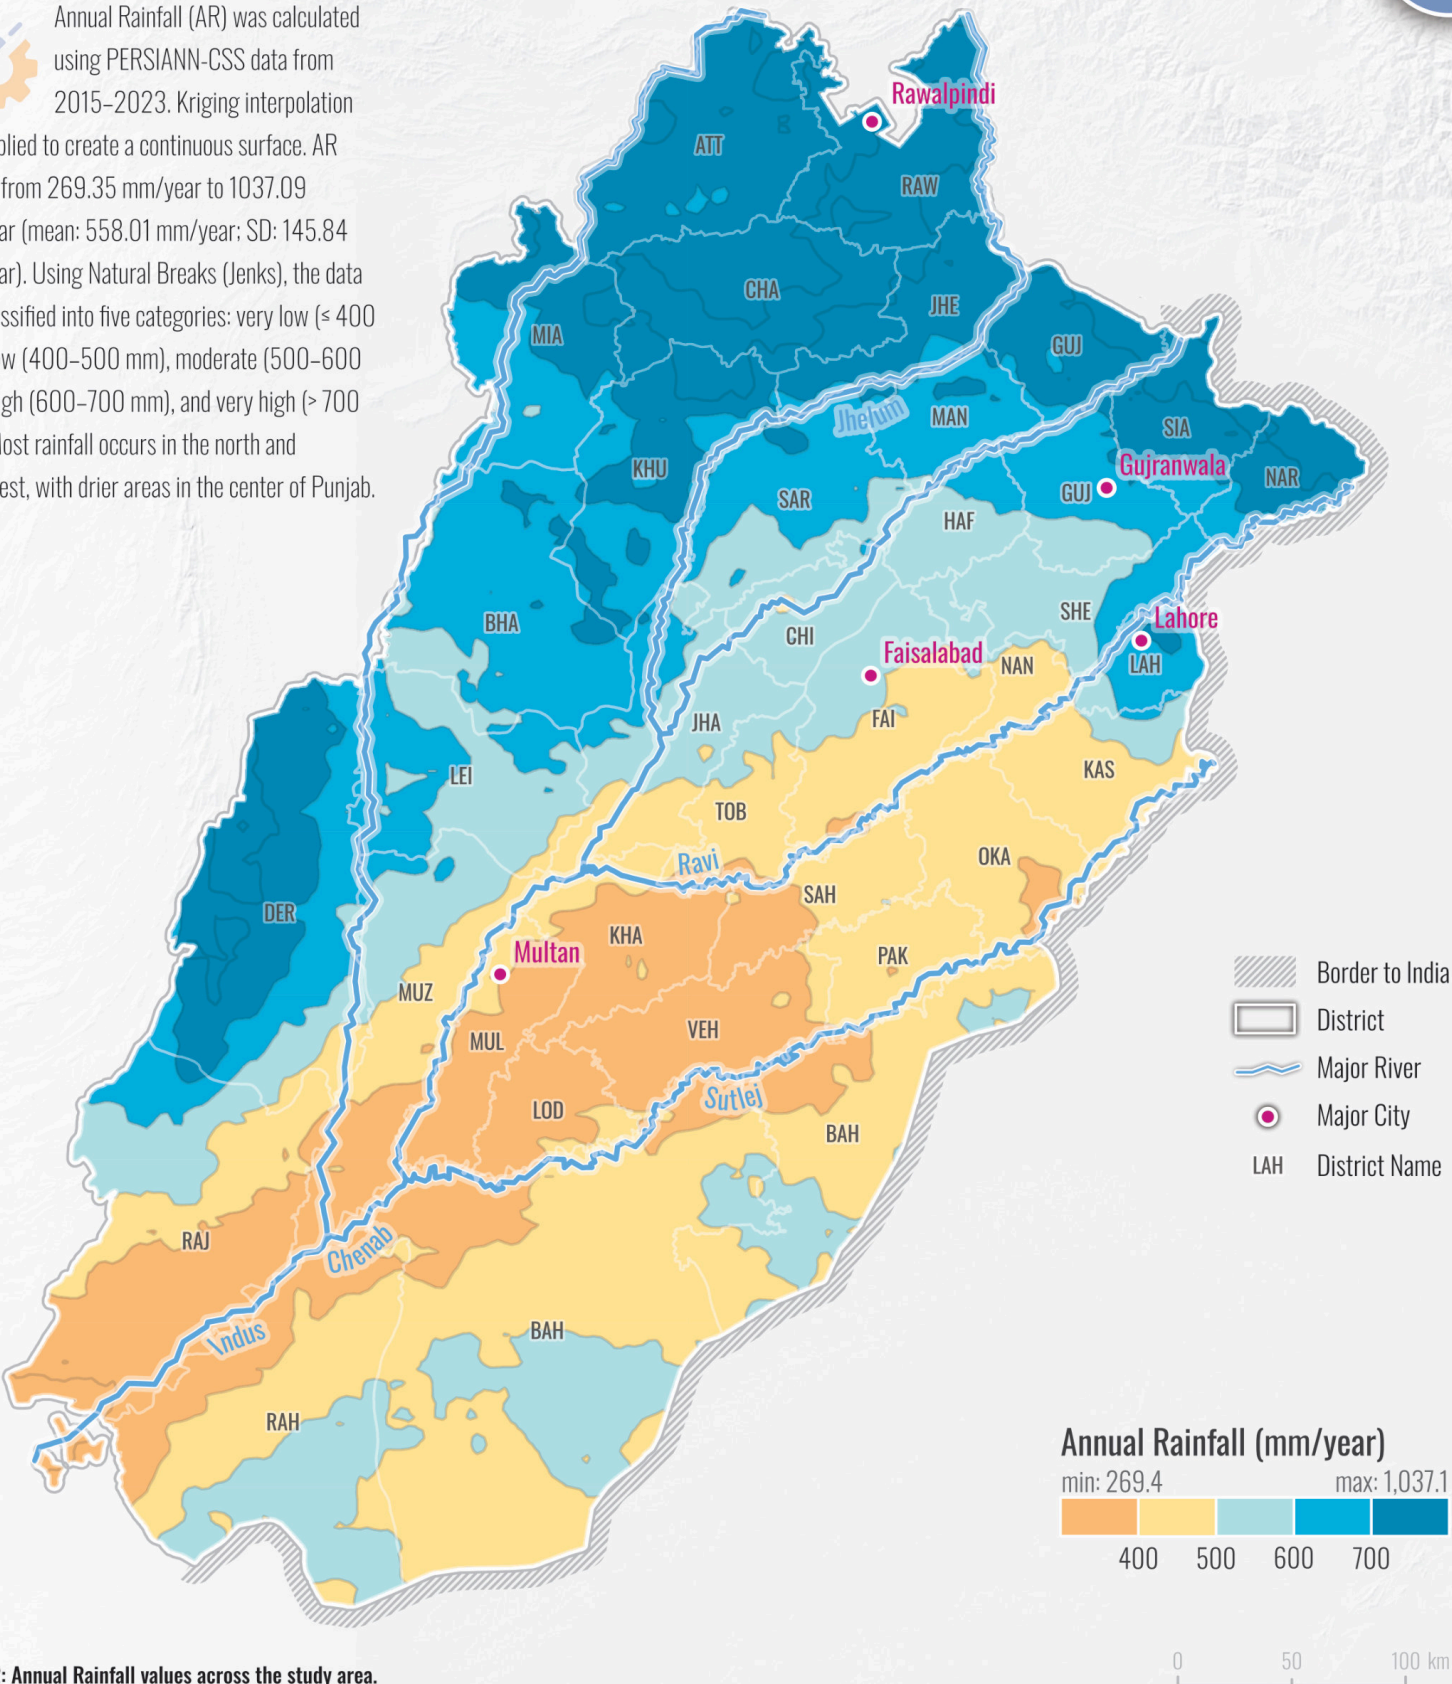 Annual Rainfall (AR) was calculated
using PERSIANN-CSS data from
2015–2023. Kriging interpolation
plied to create a continuous surface. AR
from 269.35 mm/year to 1037.09
ar (mean: 558.01 mm/year; SD: 145.84
ar). Using Natural Breaks (Jenks), the data
ssified into five categories: very low (≤ 400
w (400–500 mm), moderate (500–600
gh (600–700 mm), and very high (> 700
ost rainfall occurs in the north and
est, with drier areas in the center of Punjab.
Rawalpindi
ATT
RAW
CHA
JHE
MIA
GUJ
Jhelum
MAN
SIA
KHU
Gujranwala
NAR
SAR
GUJ
HAF
BHA
SHE
Lahore
CHI
Faisalabad
NAN
LAH
JHA
FAI
LEI
KAS
TOB
Ravi
OKA
SAH
DER
KHA
Multan
PAK
MUZ
VEH
MUL
Sutlej
LOD
BAH
RAJ
Chenab
Indus
BAH
RAH
Border to India
District
Major River
Major City
LAH District Name
Annual Rainfall (mm/year)
min: 269.4 max: 1,037.1
400 500 600 700
0 50 100 km
: Annual Rainfall values across the study area.